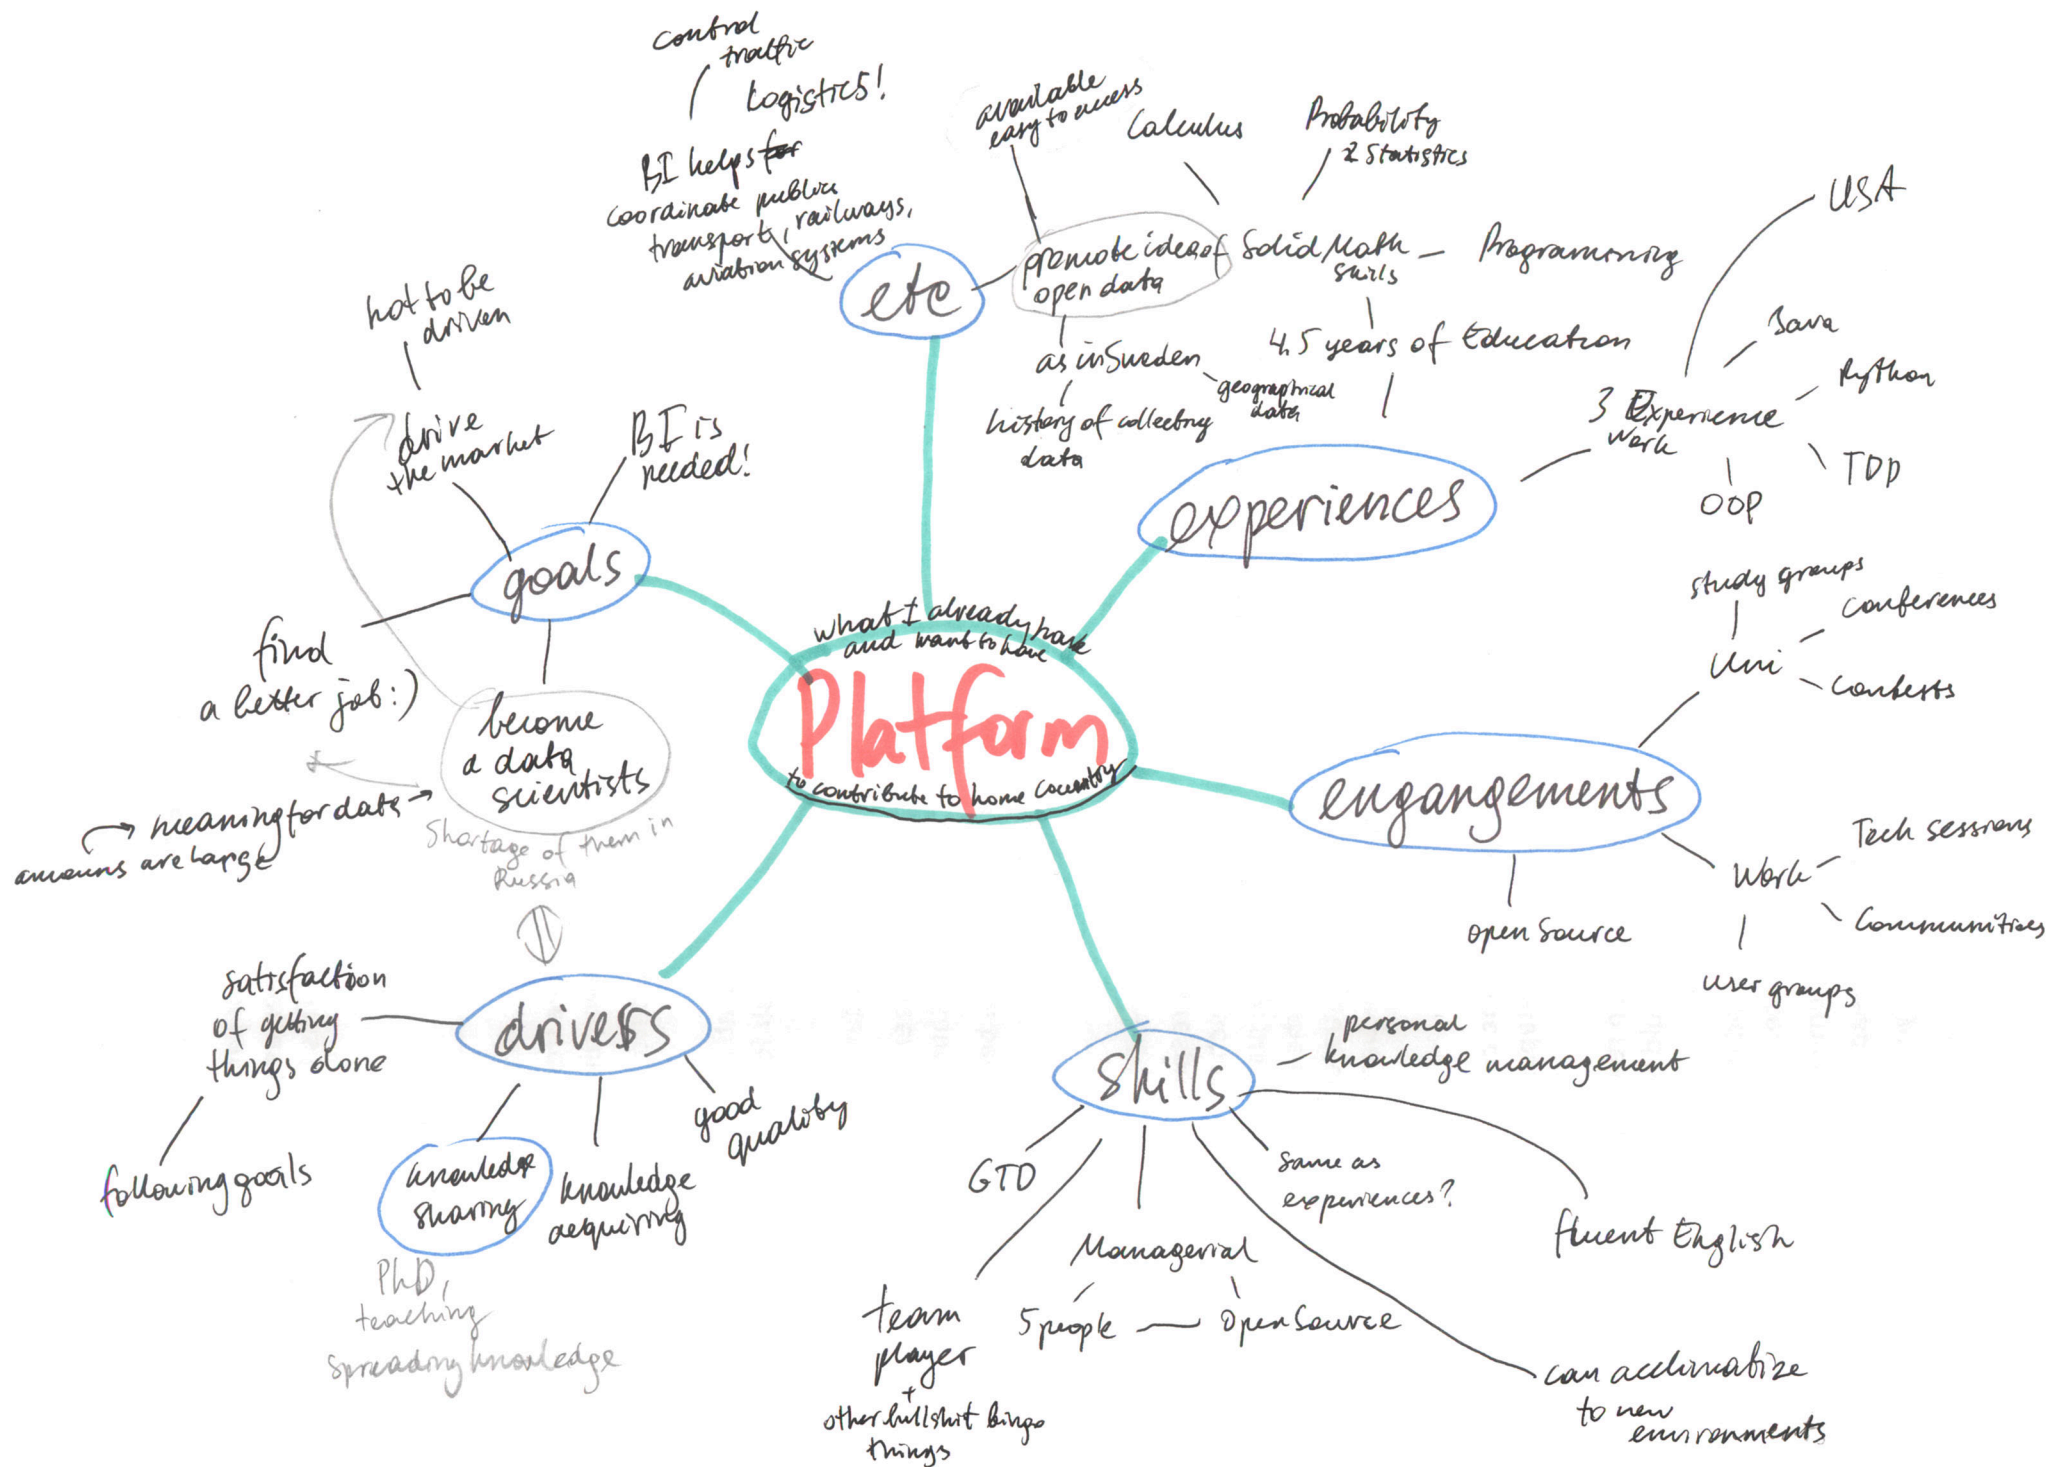 control
traffic
Logistics!
BI helps for
coordinate public
transport, railways,
aviation systems
etc
available
easy to access
promote idea of
open data
as in Sweden
geographical
data
history of collecting
data
Calculus
Probability
& Statistics
Solid Math
skills
Programming
4.5 years of Education
experiences
3 Experience
work
USA
Java
Python
TDD
OOP
not to be
driven
drive
the market
BI is
needed!
goals
find
a better job:)
become
a data
scientists
meaning for data
amouns are large
Shortage of them in
Russia
what I already have
and want to have
Platform
to contribute to home country
engangements
Uni
study groups
conferences
contests
Work
Tech sessions
Communities
user groups
open source
drivers
satisfaction
of getting
things done
following goals
knowledge
sharing
PhD,
teaching
spreading knowledge
knowledge
acquiring
good
quality
skills
personal
knowledge management
fluent English
same as
experiences?
can acclimatize
to new
environments
GTD
Managerial
5 people
Open Source
team
player
+
other bullshit bingo
things